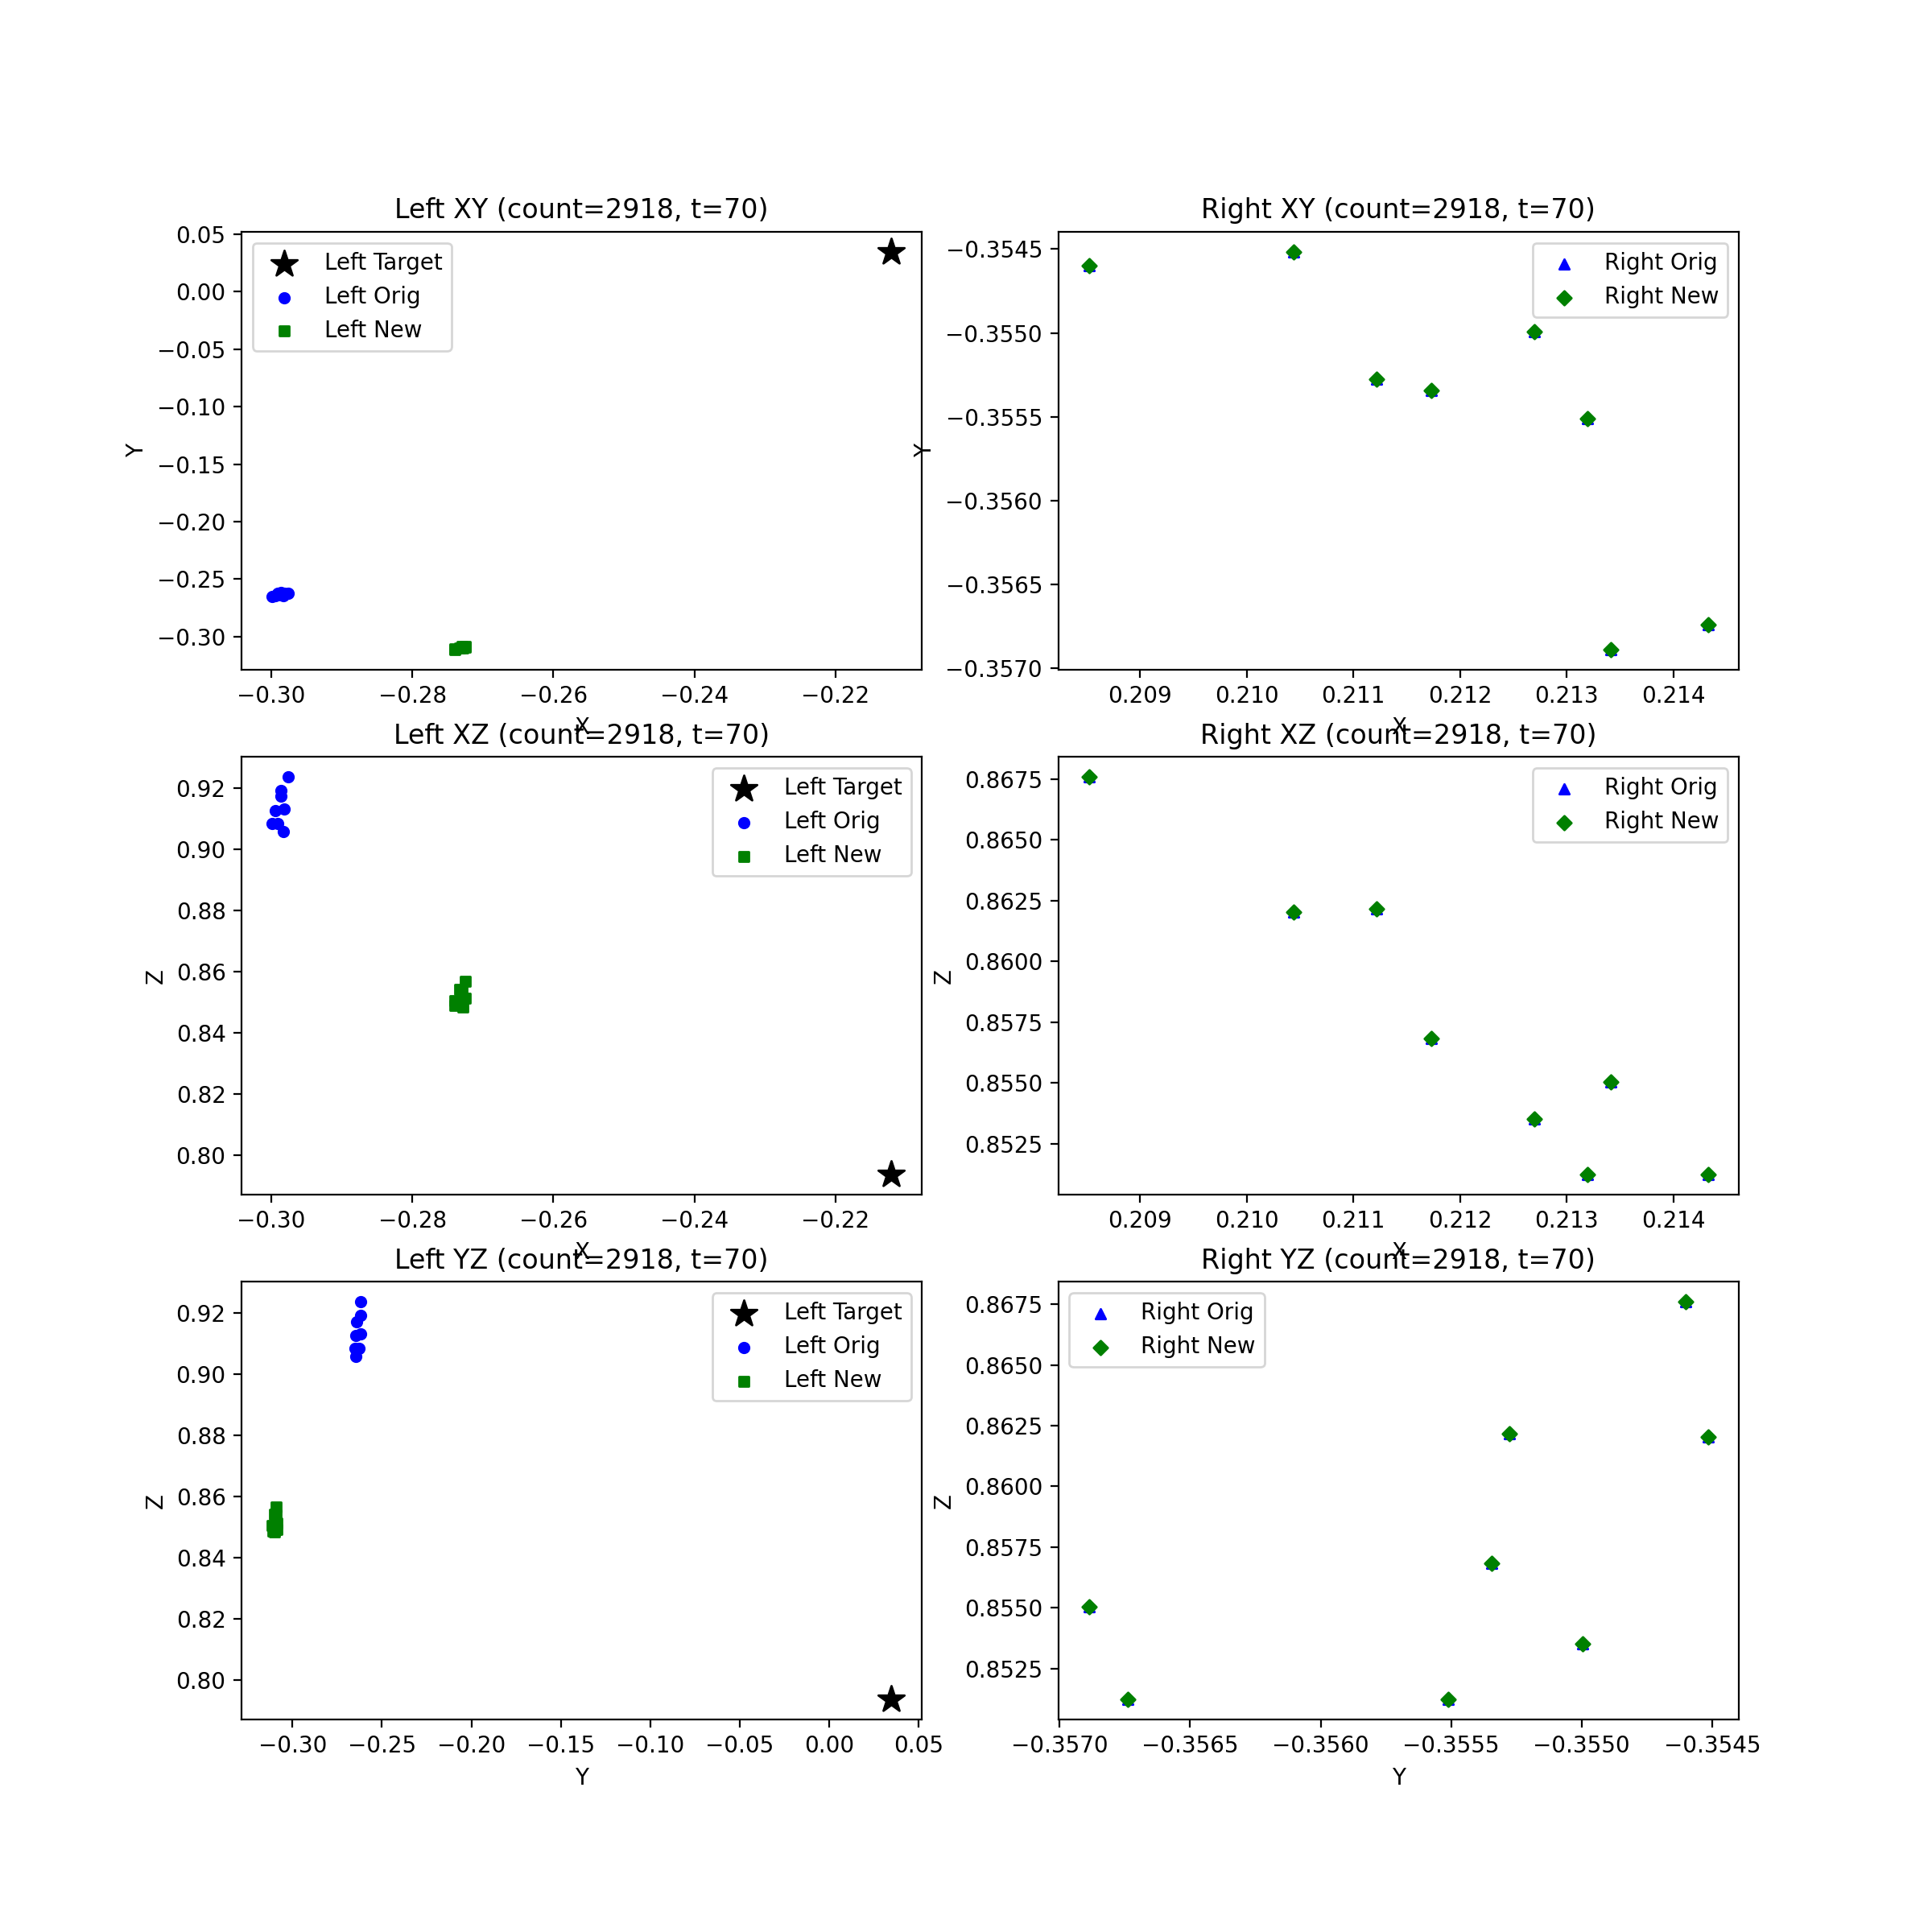 Left XY (count=2918, t=70)
0.05
0.00
−0.05
−0.10
−0.15
−0.20
−0.25
−0.30
Y
Left Target
Left Orig
Left New
−0.30 −0.28 −0.26 −0.24 −0.22
X
Right XY (count=2918, t=70)
−0.3545
−0.3550
−0.3555
−0.3560
−0.3565
−0.3570
Y
Right Orig
Right New
0.209 0.210 0.211 0.212 0.213 0.214
X
Left XZ (count=2918, t=70)
0.92
0.90
0.88
0.86
0.84
0.82
0.80
Z
Left Target
Left Orig
Left New
−0.30 −0.28 −0.26 −0.24 −0.22
X
Right XZ (count=2918, t=70)
0.8675
0.8650
0.8625
0.8600
0.8575
0.8550
0.8525
Z
Right Orig
Right New
0.209 0.210 0.211 0.212 0.213 0.214
X
Left YZ (count=2918, t=70)
0.92
0.90
0.88
0.86
0.84
0.82
0.80
Z
Left Target
Left Orig
Left New
−0.30 −0.25 −0.20 −0.15 −0.10 −0.05 0.00 0.05
Y
Right YZ (count=2918, t=70)
0.8675
0.8650
0.8625
0.8600
0.8575
0.8550
0.8525
Z
Right Orig
Right New
−0.3570 −0.3565 −0.3560 −0.3555 −0.3550 −0.3545
Y